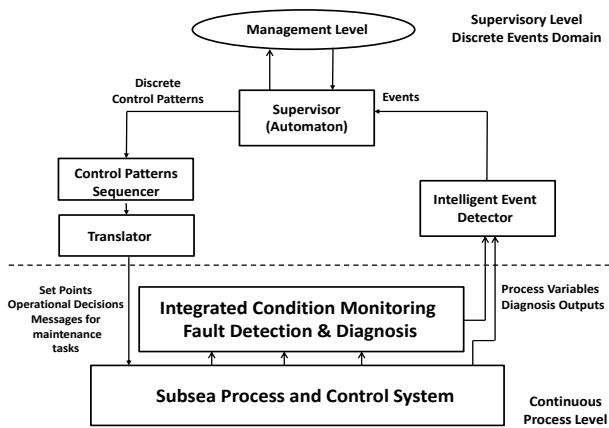 Management Level
Supervisory Level
Discrete Events Domain
Discrete
Control Patterns
Supervisor
(Automaton)
Events
Control Patterns
Sequencer
Intelligent Event
Detector
Translator
Set Points
Operational Decisions
Messages for
maintenance
tasks
Integrated Condition Monitoring
Fault Detection & Diagnosis
Process Variables
Diagnosis Outputs
Subsea Process and Control System
Continuous
Process Level